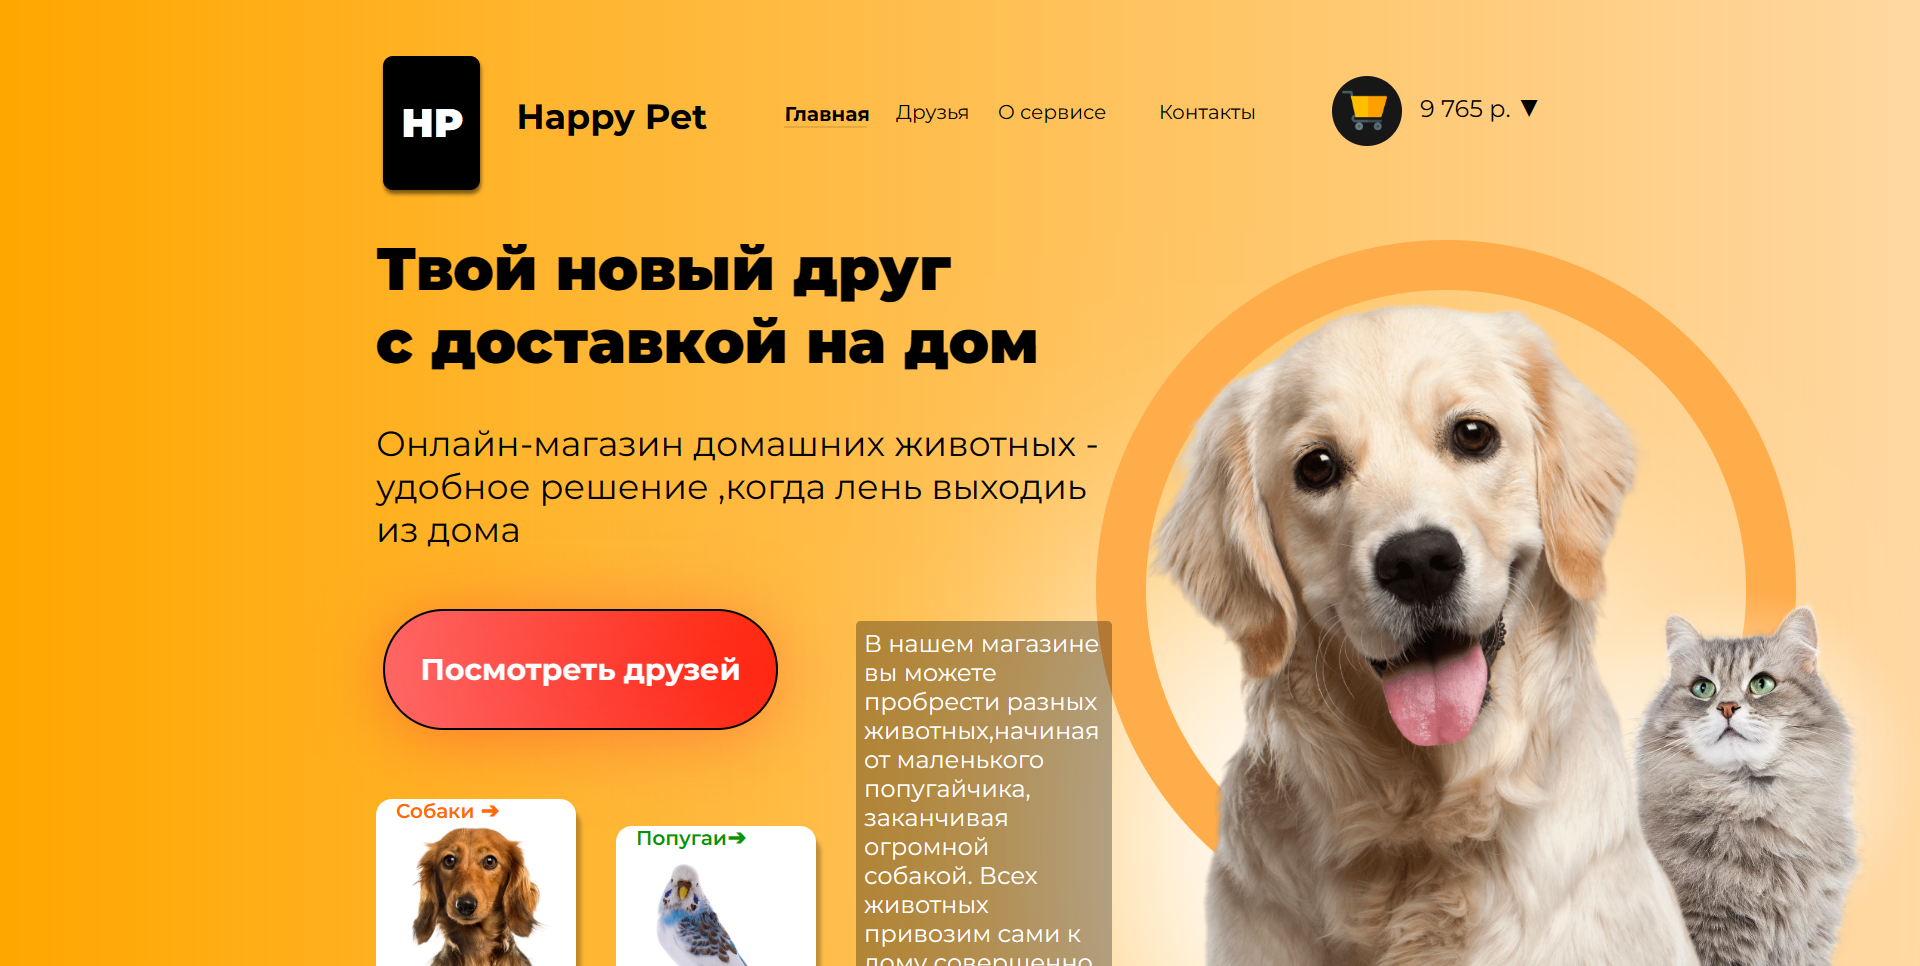 HP
Happy Pet
Главная
Друзья
О сервисе
Контакты
9 765 р. ▼
Твой новый друг
с доставкой на дом
Онлайн-магазин домашних животных -
удобное решение ,когда лень выходиь
из дома
Посмотреть друзей
Собаки ➔
Попугаи➔
В нашем магазине
вы можете
пробрести разных
животных,начиная
от маленького
попугайчика,
заканчивая
огромной
собакой. Всех
животных
привозим сами к
дому совершенно